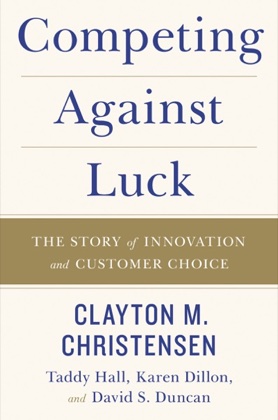 Competing
Against
Luck
THE STORY of INNOVATION
and CUSTOMER CHOICE
CLAYTON M.
CHRISTENSEN
Taddy Hall, Karen Dillon,
and David S. Duncan